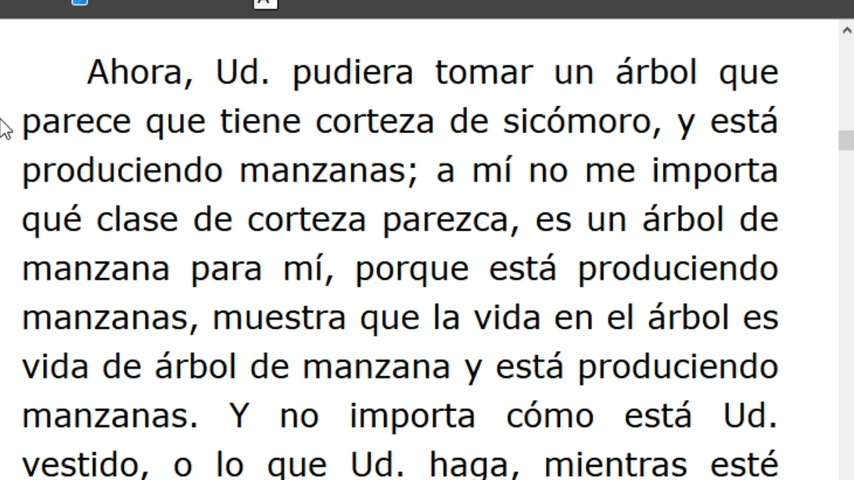 Ahora, Ud. pudiera tomar un árbol que
parece que tiene corteza de sicómoro, y está
produciendo manzanas; a mí no me importa
qué clase de corteza parezca, es un árbol de
manzana para mí, porque está produciendo
manzanas, muestra que la vida en el árbol es
vida de árbol de manzana y está produciendo
manzanas. Y no importa cómo está Ud.
vestido, o lo que Ud. haga, mientras esté